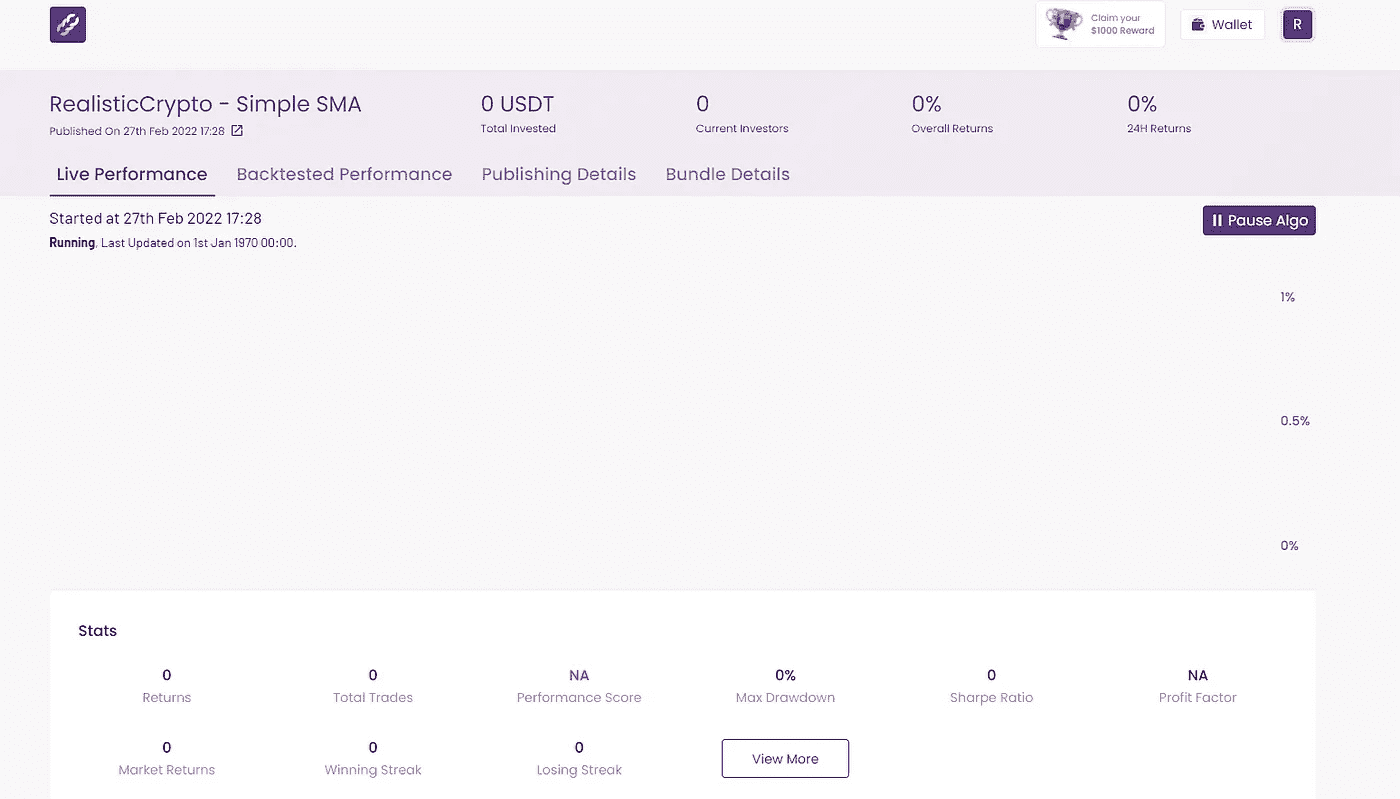 Claim your
$1000 Reward
Wallet
R
RealisticCrypto - Simple SMA
Published On 27th Feb 2022 17:28
0 USDT
Total Invested
0
Current Investors
0%
Overall Returns
0%
24H Returns
Live Performance
Backtested Performance
Publishing Details
Bundle Details
Started at 27th Feb 2022 17:28
Running, Last Updated on 1st Jan 1970 00:00.
Pause Algo
1%
0.5%
0%
Stats
0
Returns
0
Total Trades
NA
Performance Score
0%
Max Drawdown
0
Sharpe Ratio
NA
Profit Factor
0
Market Returns
0
Winning Streak
0
Losing Streak
View More